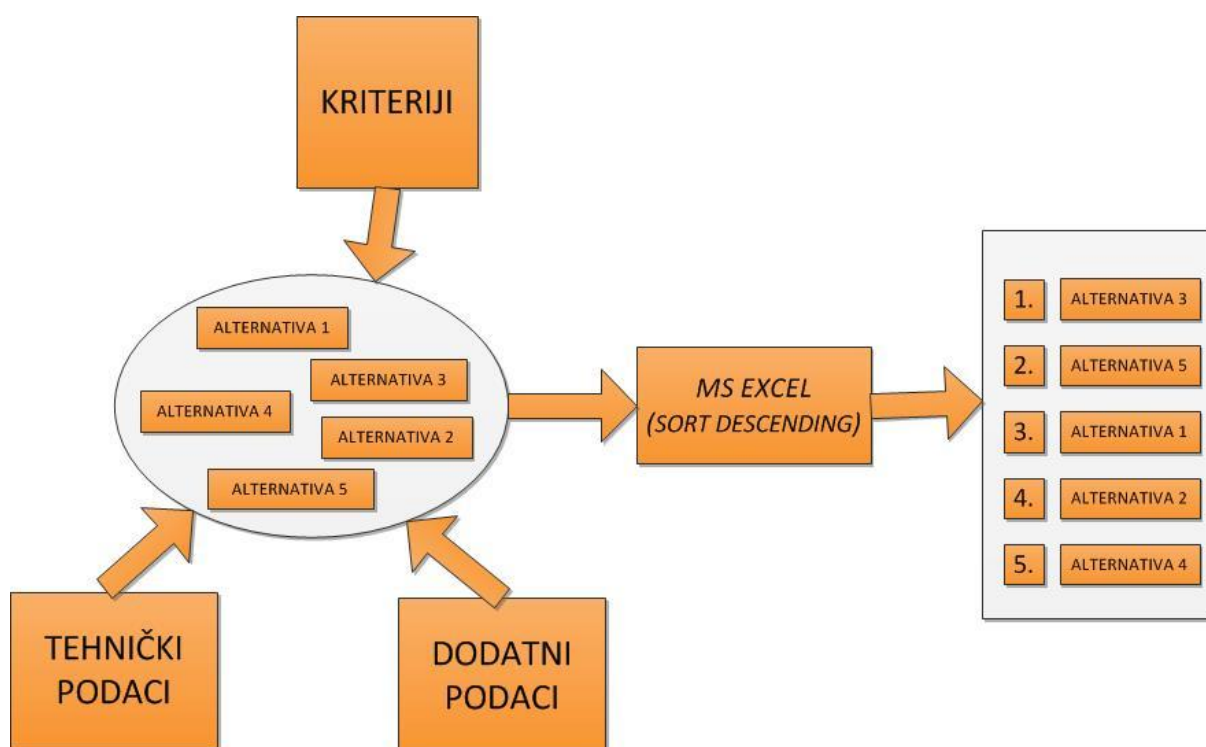 KRITERIJI
ALTERNATIVA 1
ALTERNATIVA 3
ALTERNATIVA 4
ALTERNATIVA 2
ALTERNATIVA 5
TEHNIČKI
PODACI
DODATNI
PODACI
MS EXCEL
(SORT DESCENDING)
1. ALTERNATIVA 3
2. ALTERNATIVA 5
3. ALTERNATIVA 1
4. ALTERNATIVA 2
5. ALTERNATIVA 4